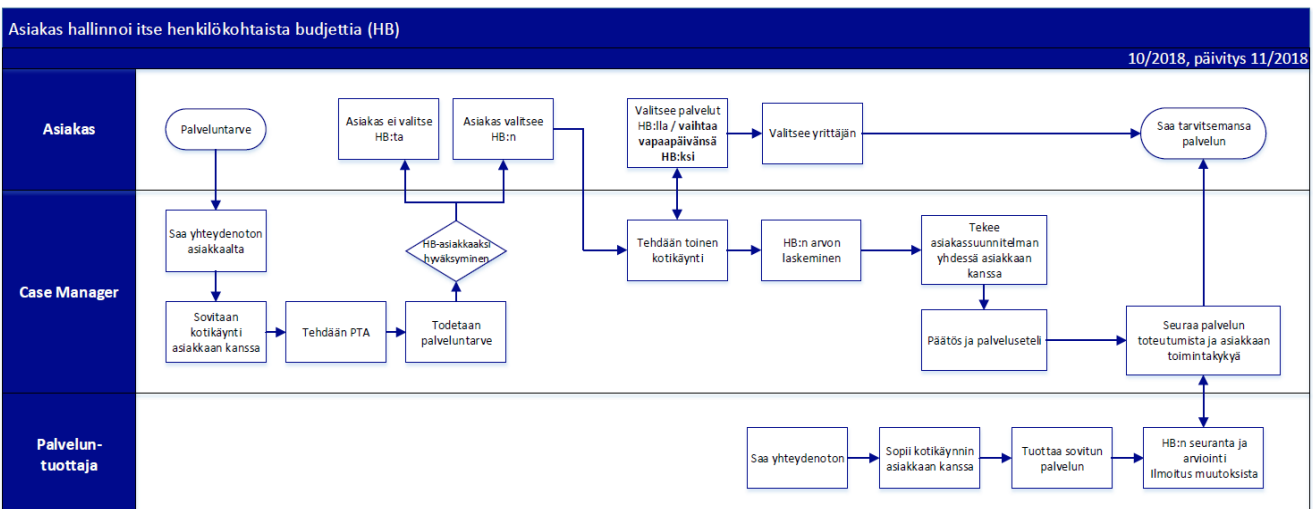 Asiakas hallinnoi itse henkilökohtaista budjettia (HB)
10/2018, päivitys 11/2018
Asiakas
Palveluntarve
Asiakas ei valitse
HB:ta
Asiakas valitsee
HB:n
Valitsee palvelut
HB:lla / vaihtaa
vapaapäivänsä
HB:ksi
Valitsee yrittäjän
Saa tarvitsemansa
palvelun
Case Manager
Saa yhteydenoton
asiakkaalta
Sovitaan
kotikäynti
asiakkaan kanssa
Tehdään PTA
Todetaan
palveluntarve
HB-asiakkaaksi
hyväksyminen
Tehdään toinen
kotikäynti
HB:n arvon
laskeminen
Tekee
asiakassuunnitelman
yhdessä asiakkaan
kanssa
Päätös ja palveluseteli
Seuraa palvelun
toteutumista ja asiakkaan
toimintakykyä
Palvelun-
tuottaja
Saa yhteydenoton
Sopii kotikäynnin
asiakkaan kanssa
Tuottaa sovitun
palvelun
HB:n seuranta ja
arviointi
Ilmoitus muutoksista